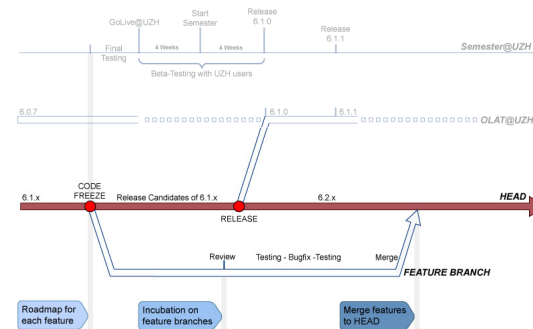 GoLive@UZH
Start
Semester
Release
6.1.0
Release
6.1.1
Final
Testing
4 Weeks
4 Weeks
Semester@UZH
Beta-Testing with UZH users
6.0.7
6.1.0
6.1.1
OLAT@UZH
CODE
FREEZE
6.1.x
Release Candidates of 6.1.x
6.2.x
HEAD
RELEASE
Review
Testing - Bugfix -Testing
Merge
FEATURE BRANCH
Roadmap for
each feature
Incubation on
feature branches
Merge features
to HEAD